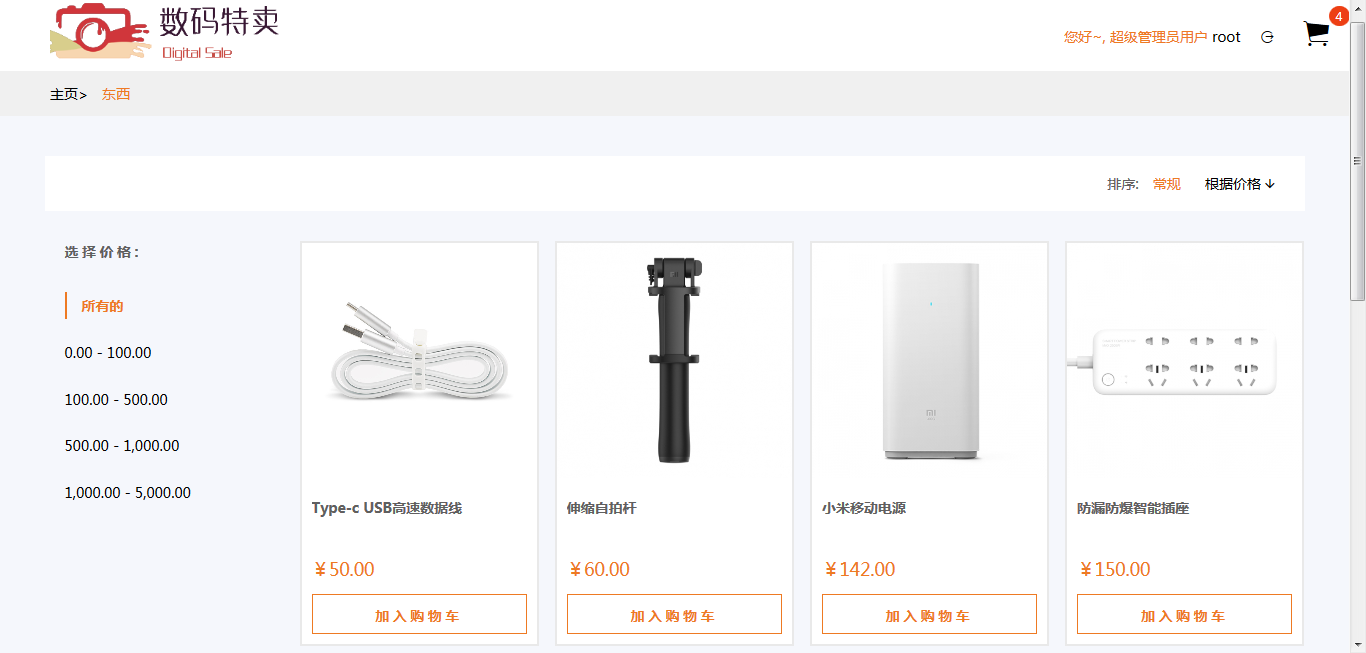 数码特卖
Digital Sale
您好~, 超级管理员用户 root
4
主页> 东西
排序: 常规 根据价格↓
选择价格:
所有的
0.00 - 100.00
100.00 - 500.00
500.00 - 1,000.00
1,000.00 - 5,000.00
Type-c USB高速数据线
¥50.00
加入购物车
伸缩自拍杆
¥60.00
加入购物车
MI
小米移动电源
¥142.00
加入购物车
防漏防爆智能插座
¥150.00
加入购物车